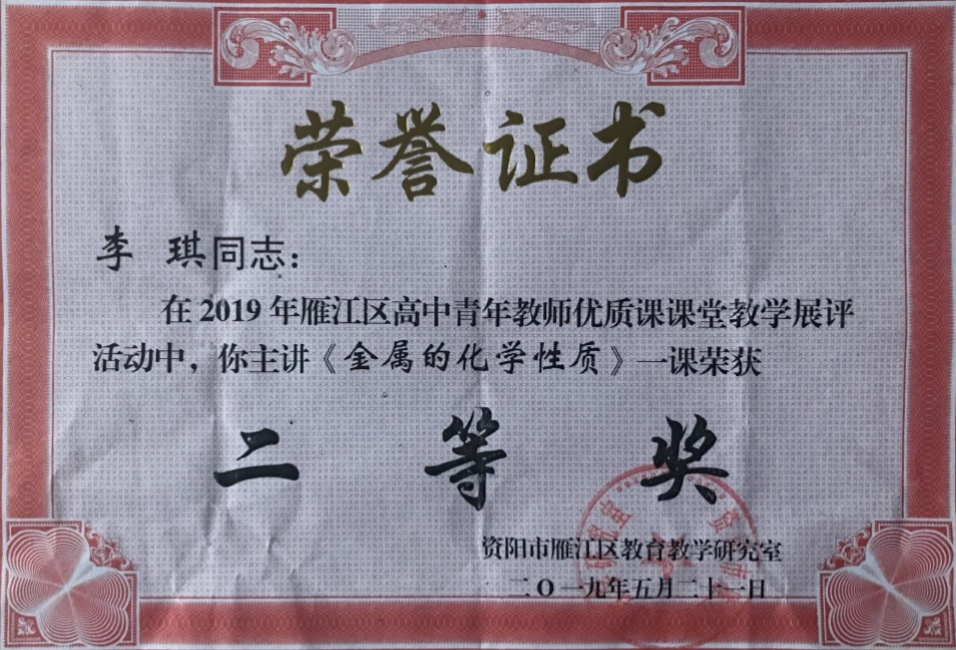 荣誉证书
李 琪同志：
在2019年雁江区高中青年教师优质课课堂教学展评
活动中，你主讲《金属的化学性质》一课荣获
二等奖
资阳市雁江区教育教学研究室
二O一九年五月二十一日